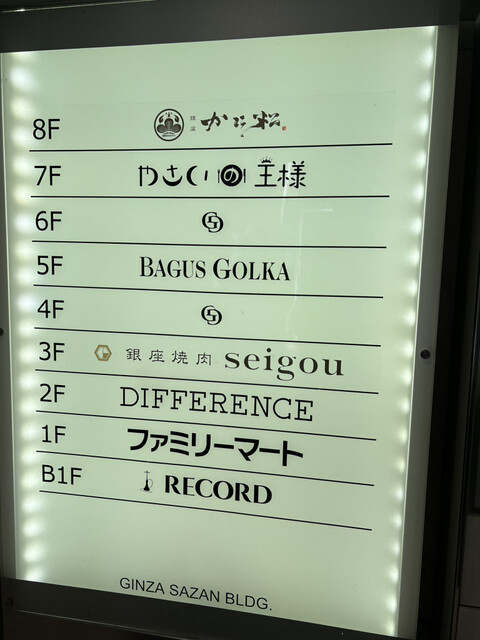 8F 銀座 かなえ松
7F やさいの王様
6F
5F BAGUS GOLKA
4F
3F 銀座焼肉 seigou
2F DIFFERENCE
1F ファミリーマート
B1F RECORD
GINZA SAZAN BLDG.